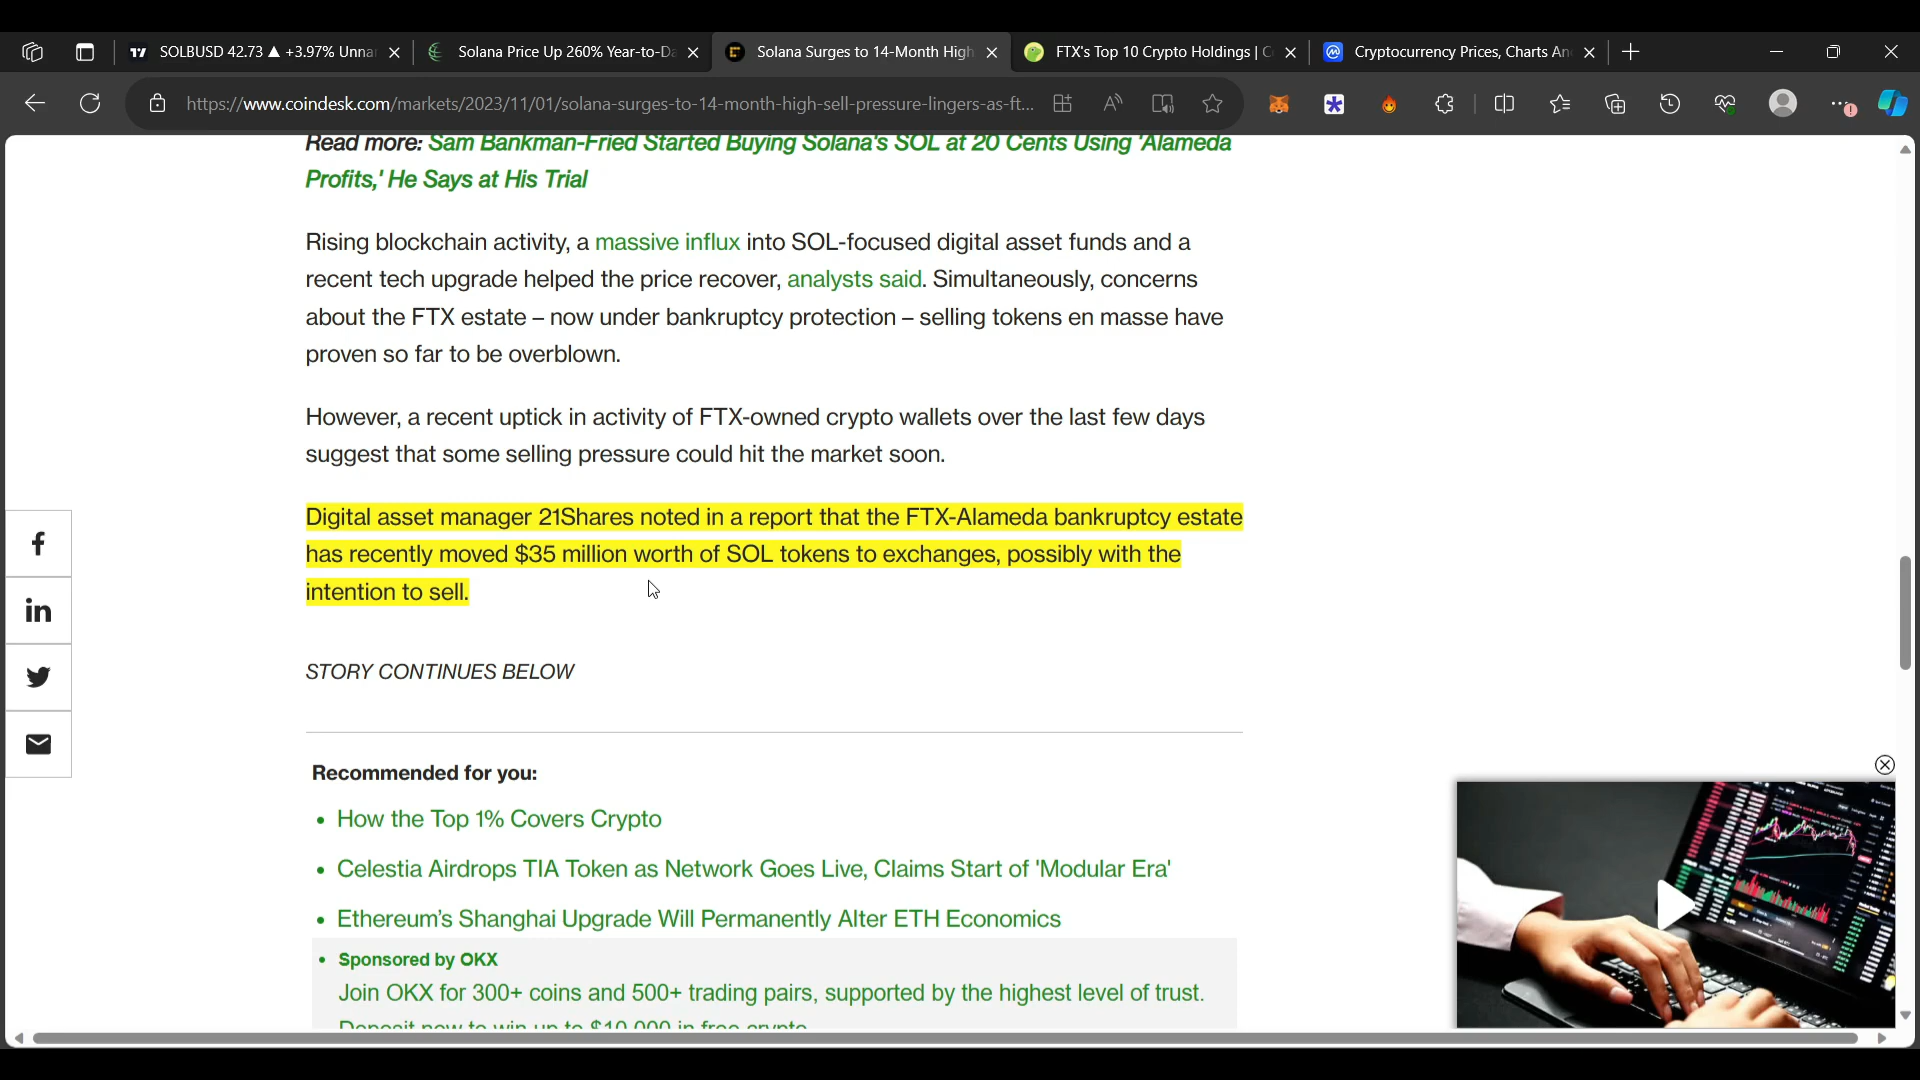 SOLBUSD 42.73 ▲ +3.97% Unna
Solana Price Up 260% Year-to-Da
Solana Surges to 14-Month High
FTX's Top 10 Crypto Holdings | C
Cryptocurrency Prices, Charts An
https://www.coindesk.com/markets/2023/11/01/solana-surges-to-14-month-high-sell-pressure-lingers-as-ft...
Read more: Sam Bankman-Fried Started Buying Solana's SOL at 20 Cents Using 'Alameda
Profits,' He Says at His Trial
Rising blockchain activity, a massive influx into SOL-focused digital asset funds and a
recent tech upgrade helped the price recover, analysts said. Simultaneously, concerns
about the FTX estate – now under bankruptcy protection – selling tokens en masse have
proven so far to be overblown.
However, a recent uptick in activity of FTX-owned crypto wallets over the last few days
suggest that some selling pressure could hit the market soon.
Digital asset manager 21Shares noted in a report that the FTX-Alameda bankruptcy estate
has recently moved $35 million worth of SOL tokens to exchanges, possibly with the
intention to sell.
STORY CONTINUES BELOW
Recommended for you:
• How the Top 1% Covers Crypto
• Celestia Airdrops TIA Token as Network Goes Live, Claims Start of 'Modular Era'
• Ethereum's Shanghai Upgrade Will Permanently Alter ETH Economics
• Sponsored by OKX
Join OKX for 300+ coins and 500+ trading pairs, supported by the highest level of trust.
Deposit now to win up to $10,000 in free crypto